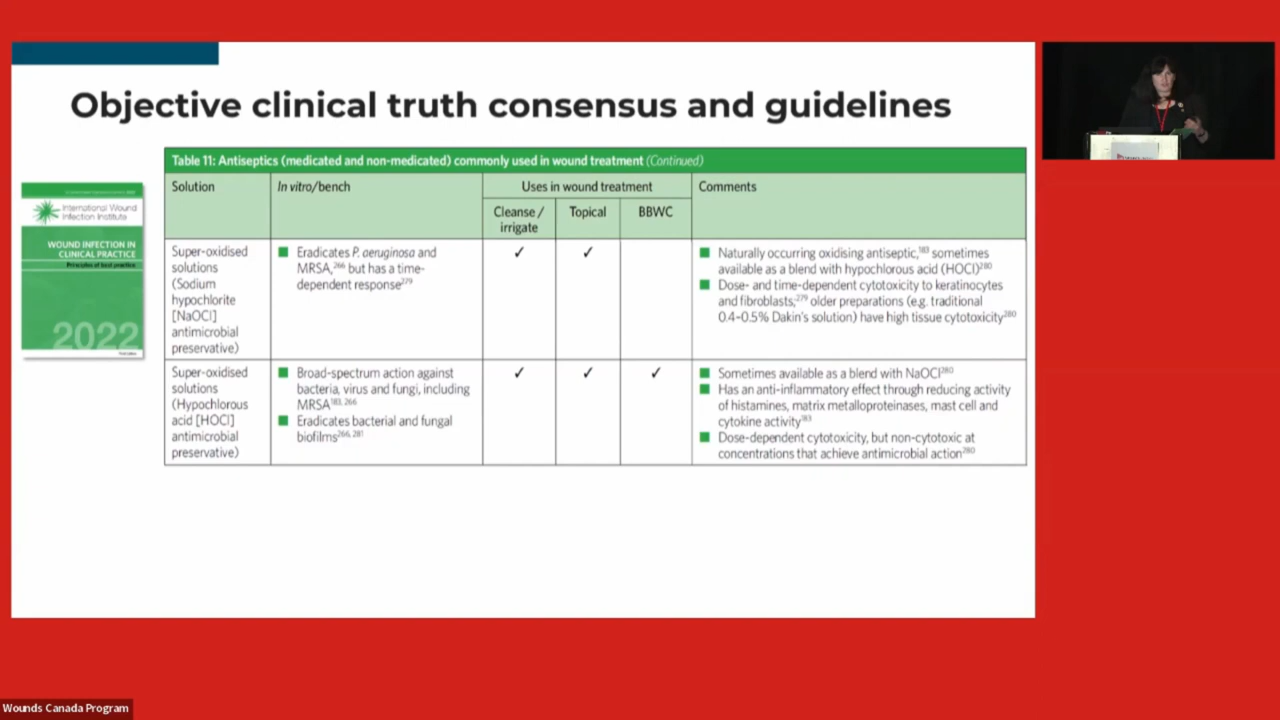 Objective clinical truth consensus and guidelines
International Wound
Infection Institute
WOUND INFECTION IN
CLINICAL PRACTICE
Principles of best practice
2022
Table 11: Antiseptics (medicated and non-medicated) commonly used in wound treatment (Continued)
Solution
In vitro/bench
Uses in wound treatment
Comments
Cleanse /
irrigate
Topical
BBWC
Super-oxidised
solutions
(Sodium
hypochlorite
[NaOCl]
antimicrobial
preservative)
Eradicates P. aeruginosa and
MRSA,266 but has a time-
dependent response279
✓ ✓
Naturally occurring oxidising antiseptic,183 sometimes
available as a blend with hypochlorous acid (HOCl)280
Dose- and time-dependent cytotoxicity to keratinocytes
and fibroblasts;279 older preparations (e.g. traditional
0.4–0.5% Dakin's solution) have high tissue cytotoxicity280
Super-oxidised
solutions
(Hypochlorous
acid [HOCl]
antimicrobial
preservative)
Broad-spectrum action against
bacteria, virus and fungi, including
MRSA183, 266
Eradicates bacterial and fungal
biofilms266, 281
✓ ✓ ✓
Sometimes available as a blend with NaOCl280
Has an anti-inflammatory effect through reducing activity
of histamines, matrix metalloproteinases, mast cell and
cytokine activity183
Dose-dependent cytotoxicity, but non-cytotoxic at
concentrations that achieve antimicrobial action280
Wounds Canada Program